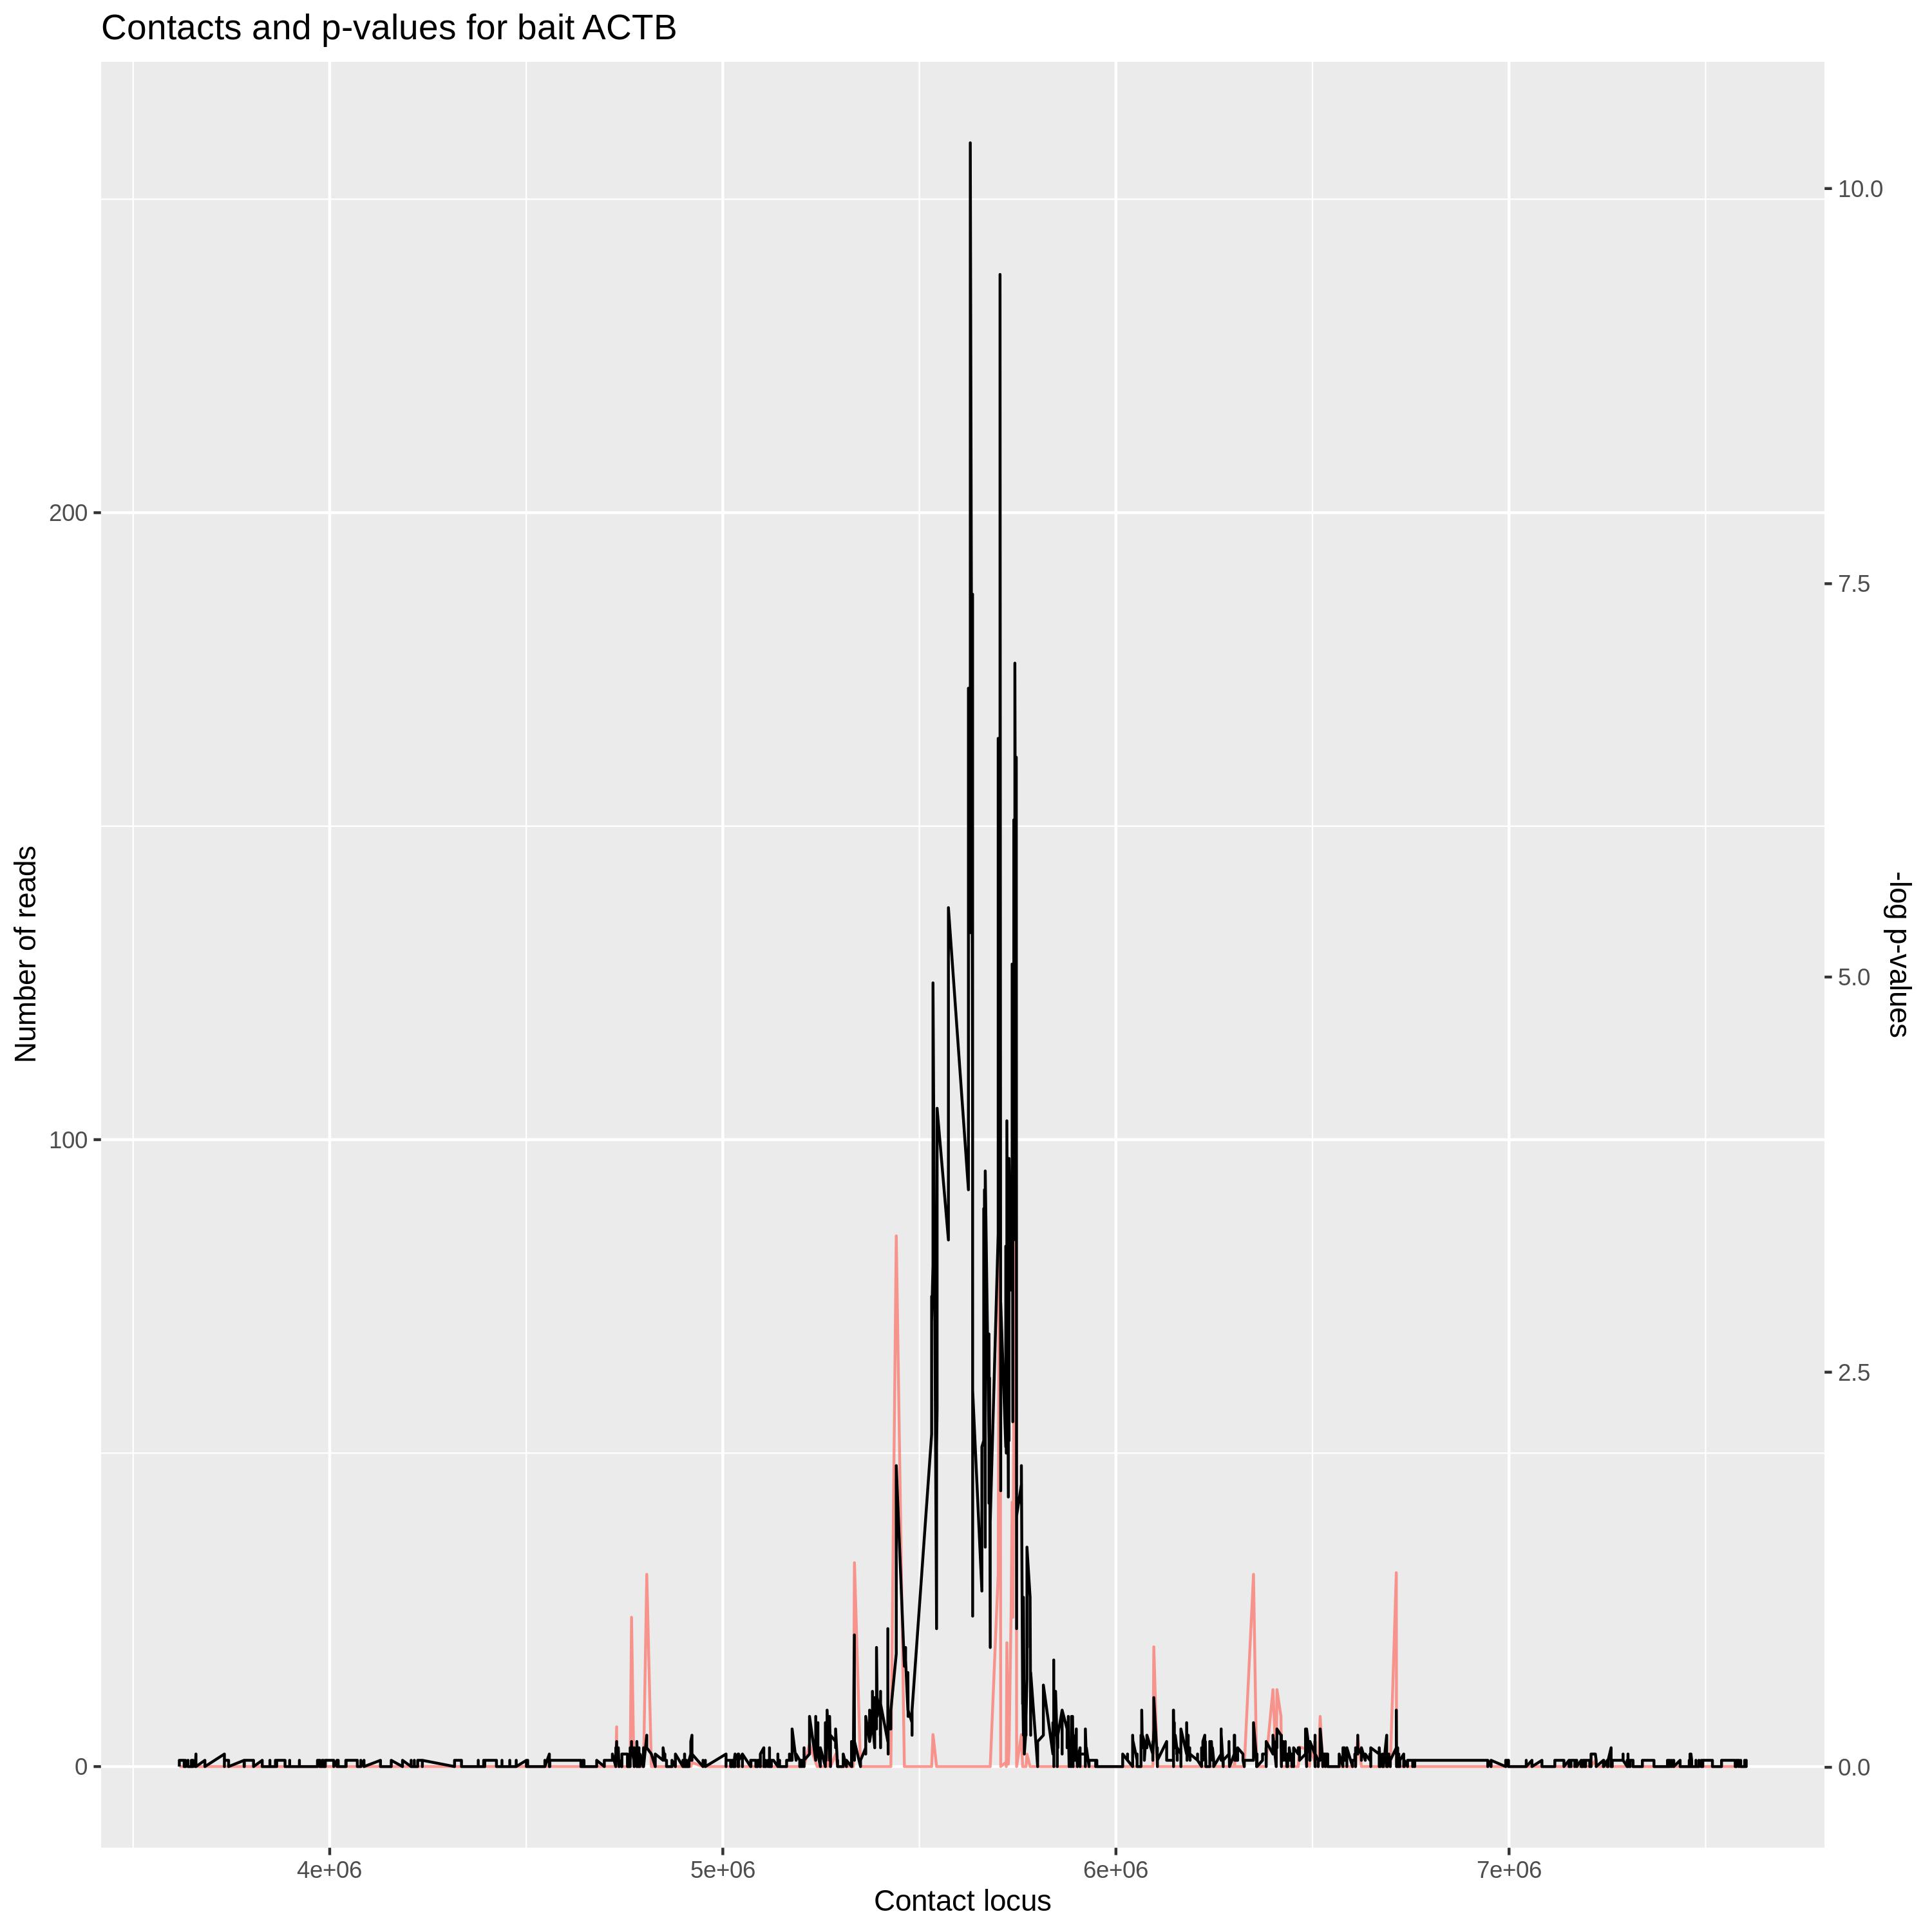 Contacts and p-values for bait ACTB
Number of reads
200
100
0
10.0
7.5
5.0
2.5
0.0
-log p-values
4e+06 5e+06 6e+06 7e+06
Contact locus